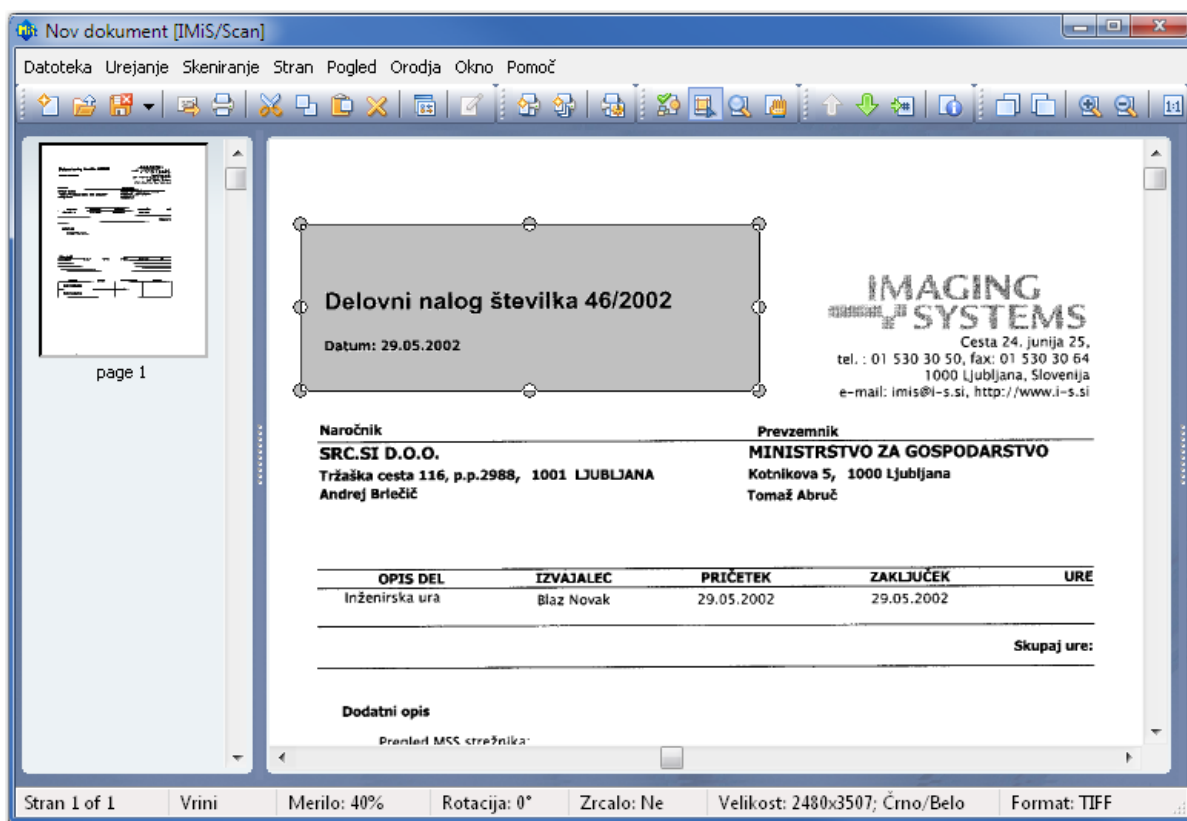 Nov dokument [IMiS/Scan]
Datoteka Urejanje Skeniranje Stran Pogled Orodja Okno Pomoč
1:1
page 1
Delovni nalog številka 46/2002
Datum: 29.05.2002
IMAGING
SYSTEMS
Cesta 24. junija 25,
tel. : 01 530 30 50, fax: 01 530 30 64
1000 Ljubljana, Slovenija
e-mail: imis@i-s.si, http://www.i-s.si
Naročnik Prevzemnik
SRC.SI D.O.O. MINISTRSTVO ZA GOSPODARSTVO
Tržaška cesta 116, p.p.2988, 1001 LJUBLJANA Kotnikova 5, 1000 Ljubljana
Andrej Brlečič Tomaž Abruč
OPIS DEL IZVAJALEC PRIČETEK ZAKLJUČEK URE
Inženirska ura Blaz Novak 29.05.2002 29.05.2002
Skupaj ure:
Dodatni opis
Pregled MSS strežnika:
Stran 1 of 1 Vrini Merilo: 40% Rotacija: 0° Zrcalo: Ne Velikost: 2480x3507; Črno/Belo Format: TIFF